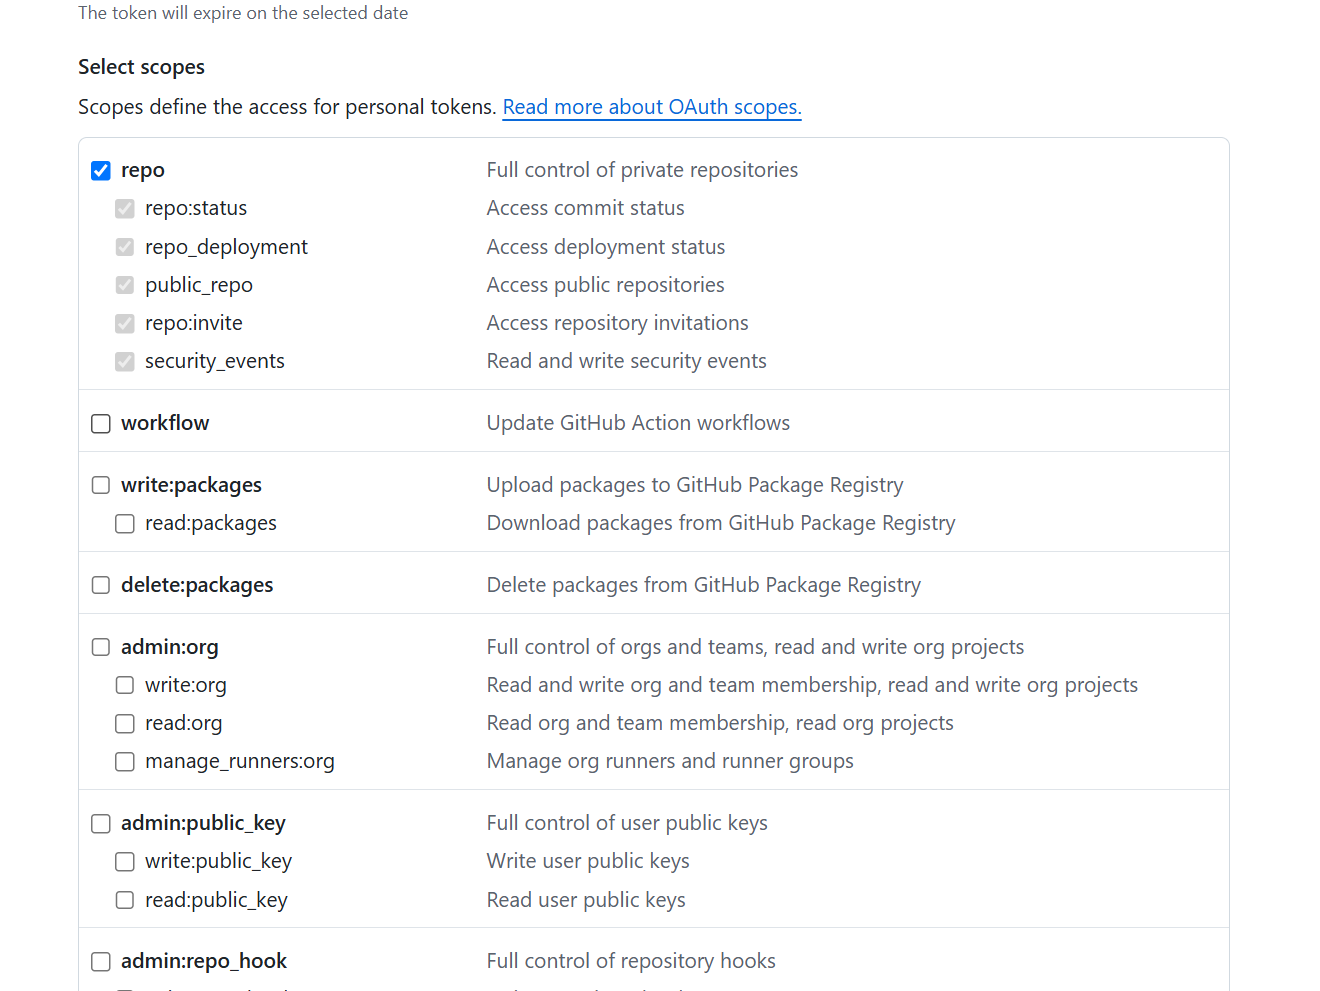 The token will expire on the selected date
Select scopes
Scopes define the access for personal tokens. Read more about OAuth scopes.
repo Full control of private repositories
repo:status Access commit status
repo_deployment Access deployment status
public_repo Access public repositories
repo:invite Access repository invitations
security_events Read and write security events
workflow Update GitHub Action workflows
write:packages Upload packages to GitHub Package Registry
read:packages Download packages from GitHub Package Registry
delete:packages Delete packages from GitHub Package Registry
admin:org Full control of orgs and teams, read and write org projects
write:org Read and write org and team membership, read and write org projects
read:org Read org and team membership, read org projects
manage_runners:org Manage org runners and runner groups
admin:public_key Full control of user public keys
write:public_key Write user public keys
read:public_key Read user public keys
admin:repo_hook Full control of repository hooks